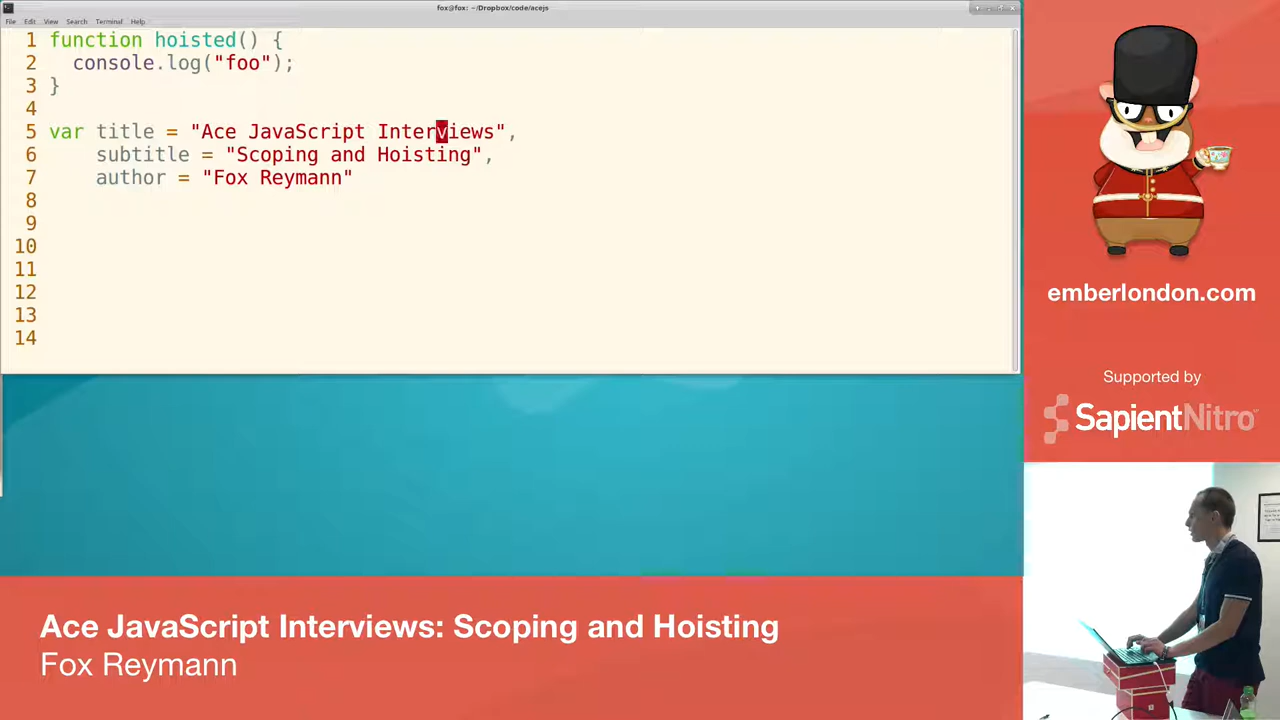 fox@fox: ~/Dropbox/code/acejs
File Edit View Search Terminal Help
1 function hoisted() {
2   console.log("foo");
3 }
4
5 var title = "Ace JavaScript Interviews",
6     subtitle = "Scoping and Hoisting",
7     author = "Fox Reymann"
8
9
10
11
12
13
14
emberlondon.com
Supported by
SapientNitro
Ace JavaScript Interviews: Scoping and Hoisting
Fox Reymann